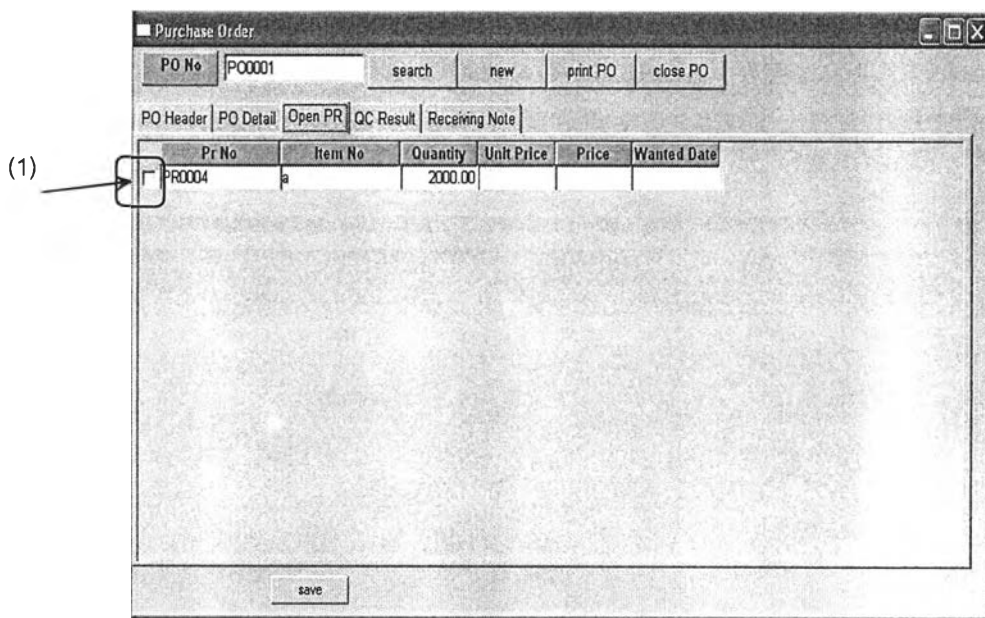 Purchase Order
PO No PO0001 search new print PO close PO
PO Header PO Detail Open PR QC Result Receiving Note
Pr No Item No Quantity Unit Price Price Wanted Date
(1)
PR0004 a 2000.00
save